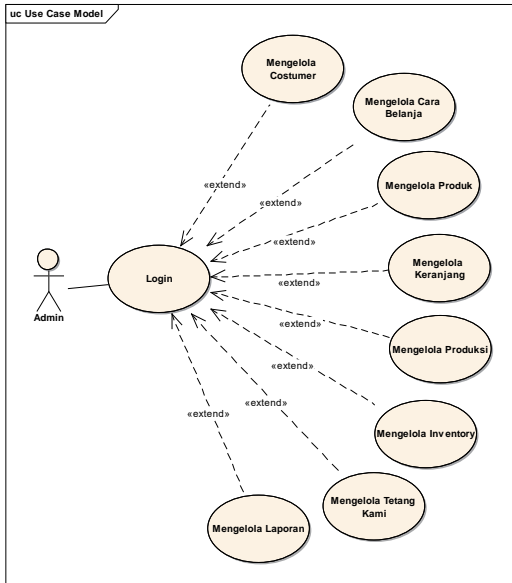 uc Use Case Model
Mengelola
Costumer
Mengelola Cara
Belanja
«extend»
«extend»
Mengelola Produk
«extend»
Mengelola
Keranjang
Login
«extend»
Admin
«extend»
Mengelola Produksi
«extend»
«extend»
«extend»
Mengelola Inventory
Mengelola Tetang
Kami
Mengelola Laporan